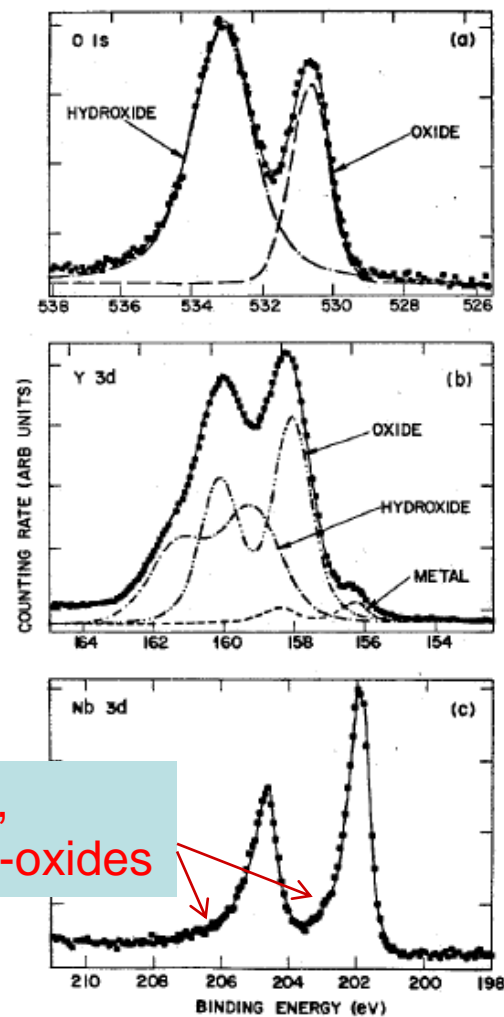 O 1s
(a)
HYDROXIDE
OXIDE
538 536 534 532 530 528 526
Y 3d
(b)
OXIDE
HYDROXIDE
METAL
164 162 160 158 156 154
COUNTING RATE (ARB UNITS)
Nb 3d
(c)
,
-oxides
210 208 206 204 202 200 198
BINDING ENERGY (eV)